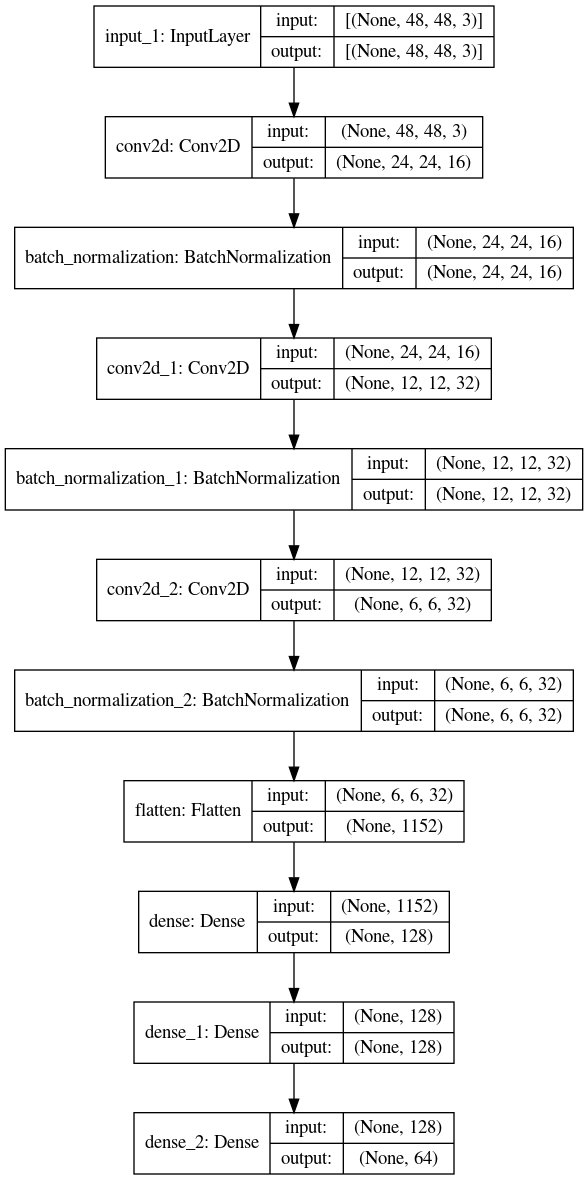 input_1: InputLayer
input:
[(None, 48, 48, 3)]
output:
[(None, 48, 48, 3)]
conv2d: Conv2D
input:
(None, 48, 48, 3)
output:
(None, 24, 24, 16)
batch_normalization: BatchNormalization
input:
(None, 24, 24, 16)
output:
(None, 24, 24, 16)
conv2d_1: Conv2D
input:
(None, 24, 24, 16)
output:
(None, 12, 12, 32)
batch_normalization_1: BatchNormalization
input:
(None, 12, 12, 32)
output:
(None, 12, 12, 32)
conv2d_2: Conv2D
input:
(None, 12, 12, 32)
output:
(None, 6, 6, 32)
batch_normalization_2: BatchNormalization
input:
(None, 6, 6, 32)
output:
(None, 6, 6, 32)
flatten: Flatten
input:
(None, 6, 6, 32)
output:
(None, 1152)
dense: Dense
input:
(None, 1152)
output:
(None, 128)
dense_1: Dense
input:
(None, 128)
output:
(None, 128)
dense_2: Dense
input:
(None, 128)
output:
(None, 64)